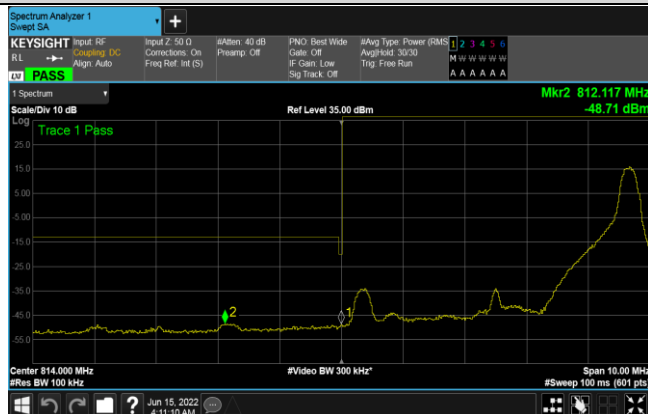 Spectrum Analyzer 1
Swept SA
+
KEYSIGHT Input: RF Input Z: 50 Ω #Atten: 40 dB PNO: Best Wide #Avg Type: Power (RMS 1 2 3 4 5 6
RL Coupling: DC Corrections: On Preamp: Off Gate: Off Avg|Hold: 30/30 M W W W W W
Align: Auto Freq Ref: Int (S) IF Gain: Low Trig: Free Run
Sig Track: Off A A A A A A
LXI PASS
1 Spectrum Mkr2 812.117 MHz
Scale/Div 10 dB Ref Level 35.00 dBm -48.71 dBm
Log
Trace 1 Pass
25.0
15.0
5.00
-5.00
-15.0
-25.0
-35.0
-45.0
2 1
-55.0
Center 814.000 MHz #Video BW 300 kHz* Span 10.00 MHz
#Res BW 100 kHz #Sweep 100 ms (601 pts)
? Jun 15, 2022
4:11:10 AM